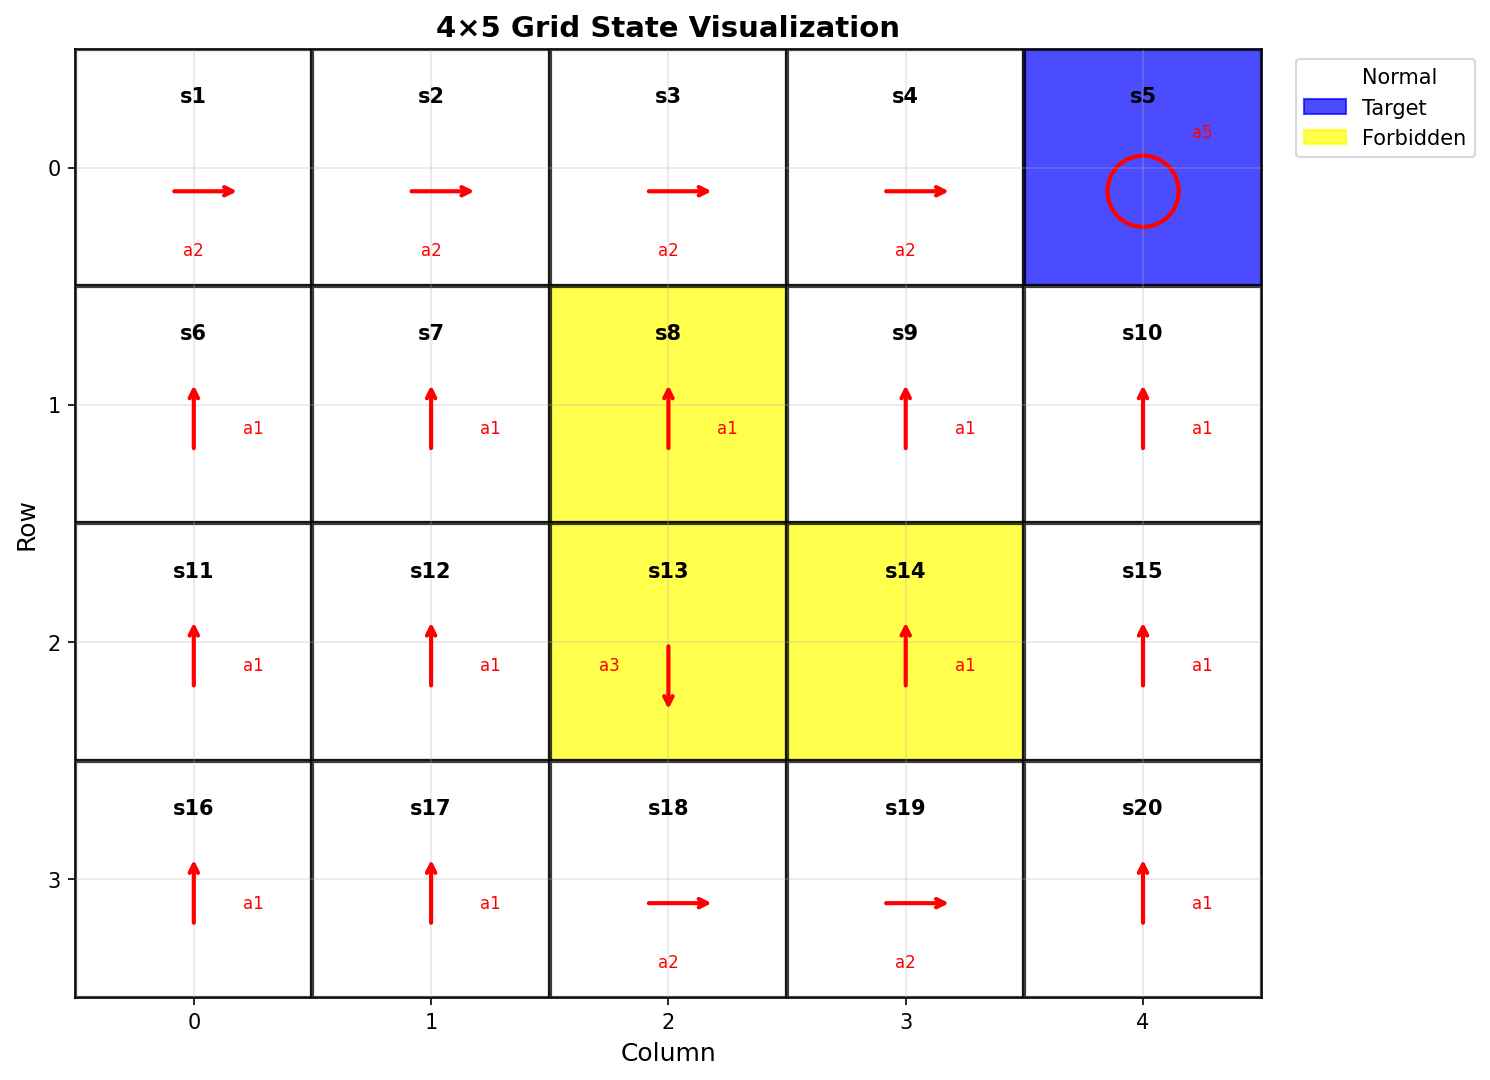 4×5 Grid State Visualization
Normal
Target
Forbidden
s1
s2
s3
s4
s5
a5
a2
a2
a2
a2
s6
s7
s8
s9
s10
a1
a1
a1
a1
a1
s11
s12
s13
s14
s15
a1
a1
a3
a1
a1
s16
s17
s18
s19
s20
a1
a1
a2
a2
a1
0
1
2
3
Row
0
1
2
3
4
Column